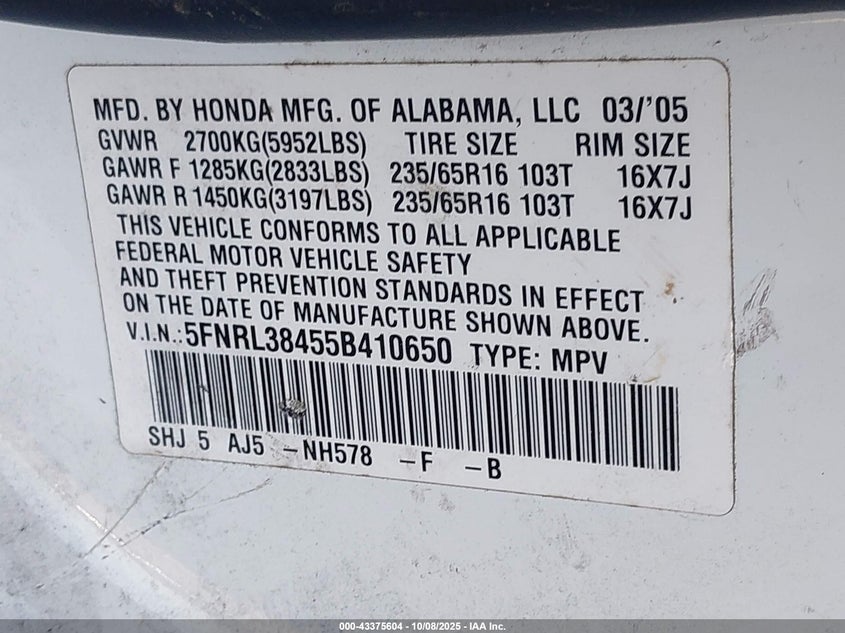 MFD. BY HONDA MFG. OF ALABAMA, LLC 03/'05
GVWR 2700KG(5952LBS) TIRE SIZE RIM SIZE
GAWR F 1285KG(2833LBS) 235/65R16 103T 16X7J
GAWR R 1450KG(3197LBS) 235/65R16 103T 16X7J
THIS VEHICLE CONFORMS TO ALL APPLICABLE
FEDERAL MOTOR VEHICLE SAFETY
AND THEFT PREVENTION STANDARDS IN EFFECT
ON THE DATE OF MANUFACTURE SHOWN ABOVE.
V.I.N.: 5FNRL38455B410650 TYPE: MPV
SHJ 5 AJ5 -NH578 -F -B
000-43375604 - 10/08/2025 - IAA Inc.